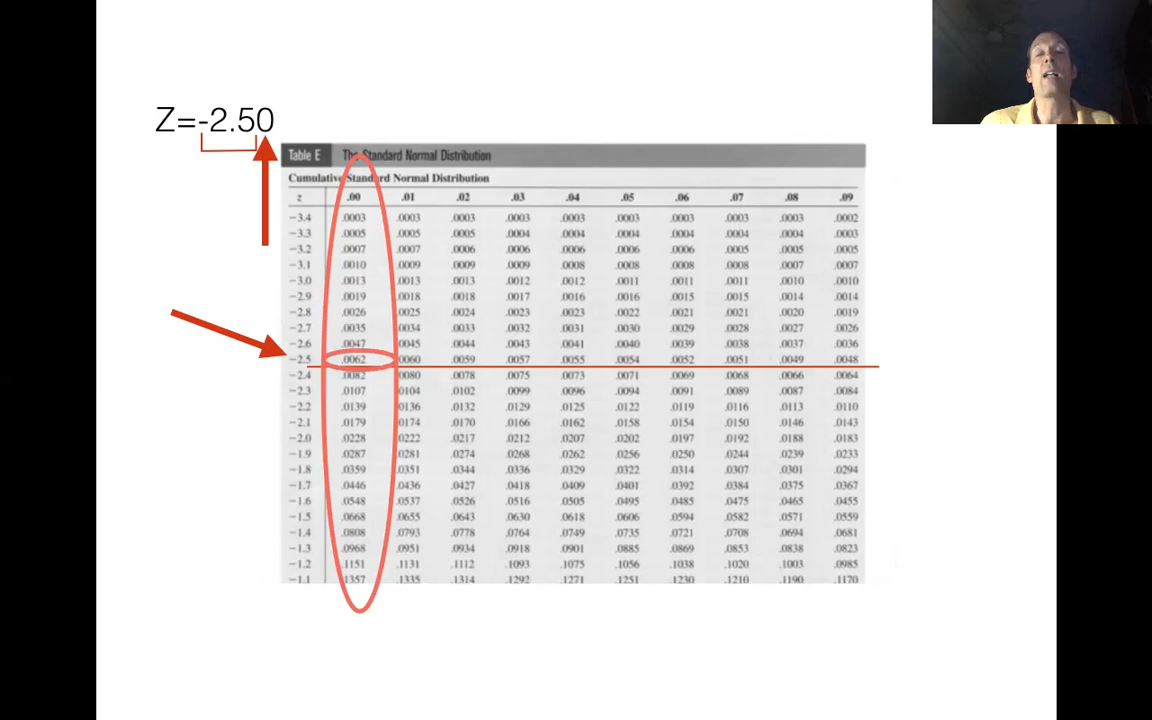 Z=-2.50
Table E The Standard Normal Distribution
Cumulative Standard Normal Distribution
z .00 .01 .02 .03 .04 .05 .06 .07 .08 .09
−3.4 .0003 .0003 .0003 .0003 .0003 .0003 .0003 .0003 .0003 .0002
−3.3 .0005 .0005 .0005 .0004 .0004 .0004 .0004 .0004 .0004 .0003
−3.2 .0007 .0007 .0006 .0006 .0006 .0006 .0006 .0005 .0005 .0005
−3.1 .0010 .0009 .0009 .0009 .0008 .0008 .0008 .0008 .0007 .0007
−3.0 .0013 .0013 .0013 .0012 .0012 .0011 .0011 .0011 .0010 .0010
−2.9 .0019 .0018 .0018 .0017 .0016 .0016 .0015 .0015 .0014 .0014
−2.8 .0026 .0025 .0024 .0023 .0023 .0022 .0021 .0021 .0020 .0019
−2.7 .0035 .0034 .0033 .0032 .0031 .0030 .0029 .0028 .0027 .0026
−2.6 .0047 .0045 .0044 .0043 .0041 .0040 .0039 .0038 .0037 .0036
−2.5 .0062 .0060 .0059 .0057 .0055 .0054 .0052 .0051 .0049 .0048
−2.4 .0082 .0080 .0078 .0075 .0073 .0071 .0069 .0068 .0066 .0064
−2.3 .0107 .0104 .0102 .0099 .0096 .0094 .0091 .0089 .0087 .0084
−2.2 .0139 .0136 .0132 .0129 .0125 .0122 .0119 .0116 .0113 .0110
−2.1 .0179 .0174 .0170 .0166 .0162 .0158 .0154 .0150 .0146 .0143
−2.0 .0228 .0222 .0217 .0212 .0207 .0202 .0197 .0192 .0188 .0183
−1.9 .0287 .0281 .0274 .0268 .0262 .0256 .0250 .0244 .0239 .0233
−1.8 .0359 .0351 .0344 .0336 .0329 .0322 .0314 .0307 .0301 .0294
−1.7 .0446 .0436 .0427 .0418 .0409 .0401 .0392 .0384 .0375 .0367
−1.6 .0548 .0537 .0526 .0516 .0505 .0495 .0485 .0475 .0465 .0455
−1.5 .0668 .0655 .0643 .0630 .0618 .0606 .0594 .0582 .0571 .0559
−1.4 .0808 .0793 .0778 .0764 .0749 .0735 .0721 .0708 .0694 .0681
−1.3 .0968 .0951 .0934 .0918 .0901 .0885 .0869 .0853 .0838 .0823
−1.2 .1151 .1131 .1112 .1093 .1075 .1056 .1038 .1020 .1003 .0985
−1.1 .1357 .1335 .1314 .1292 .1271 .1251 .1230 .1210 .1190 .1170